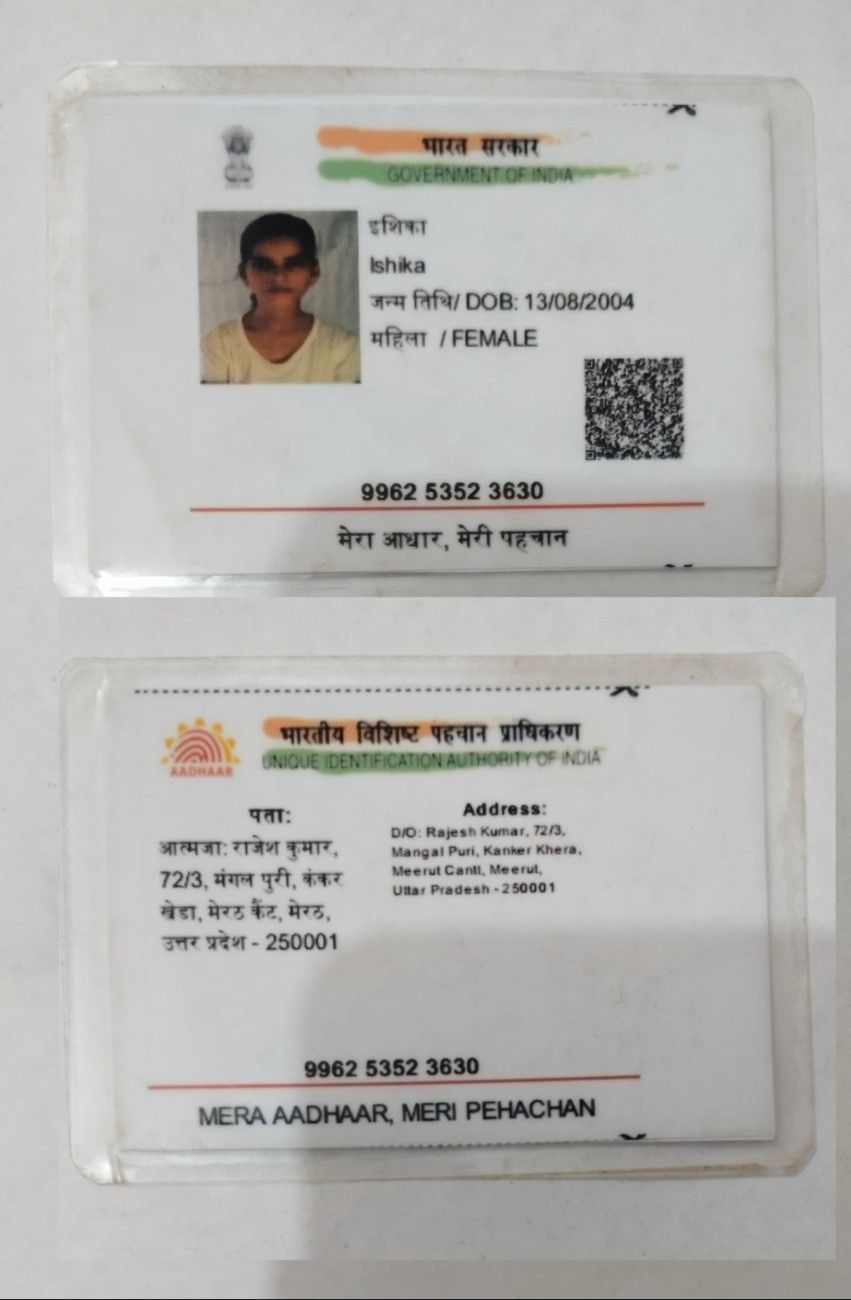 भारत सरकार
GOVERNMENT OF INDIA
इशिका
Ishika
जन्म तिथि/ DOB: 13/08/2004
महिला / FEMALE
9962 5352 3630
मेरा आधार, मेरी पहचान
भारतीय विशिष्ट पहचान प्राधिकरण
UNIQUE IDENTIFICATION AUTHORITY OF INDIA
AADHAAR
पता:
आत्मजा: राजेश कुमार,
72/3, मंगल पुरी, कंकर
खेडा, मेरठ कैंट, मेरठ,
उत्तर प्रदेश - 250001
Address:
D/O: Rajesh Kumar, 72/3,
Mangal Puri, Kanker Khera,
Meerut Cantt, Meerut,
Uttar Pradesh - 250001
9962 5352 3630
MERA AADHAAR, MERI PEHACHAN